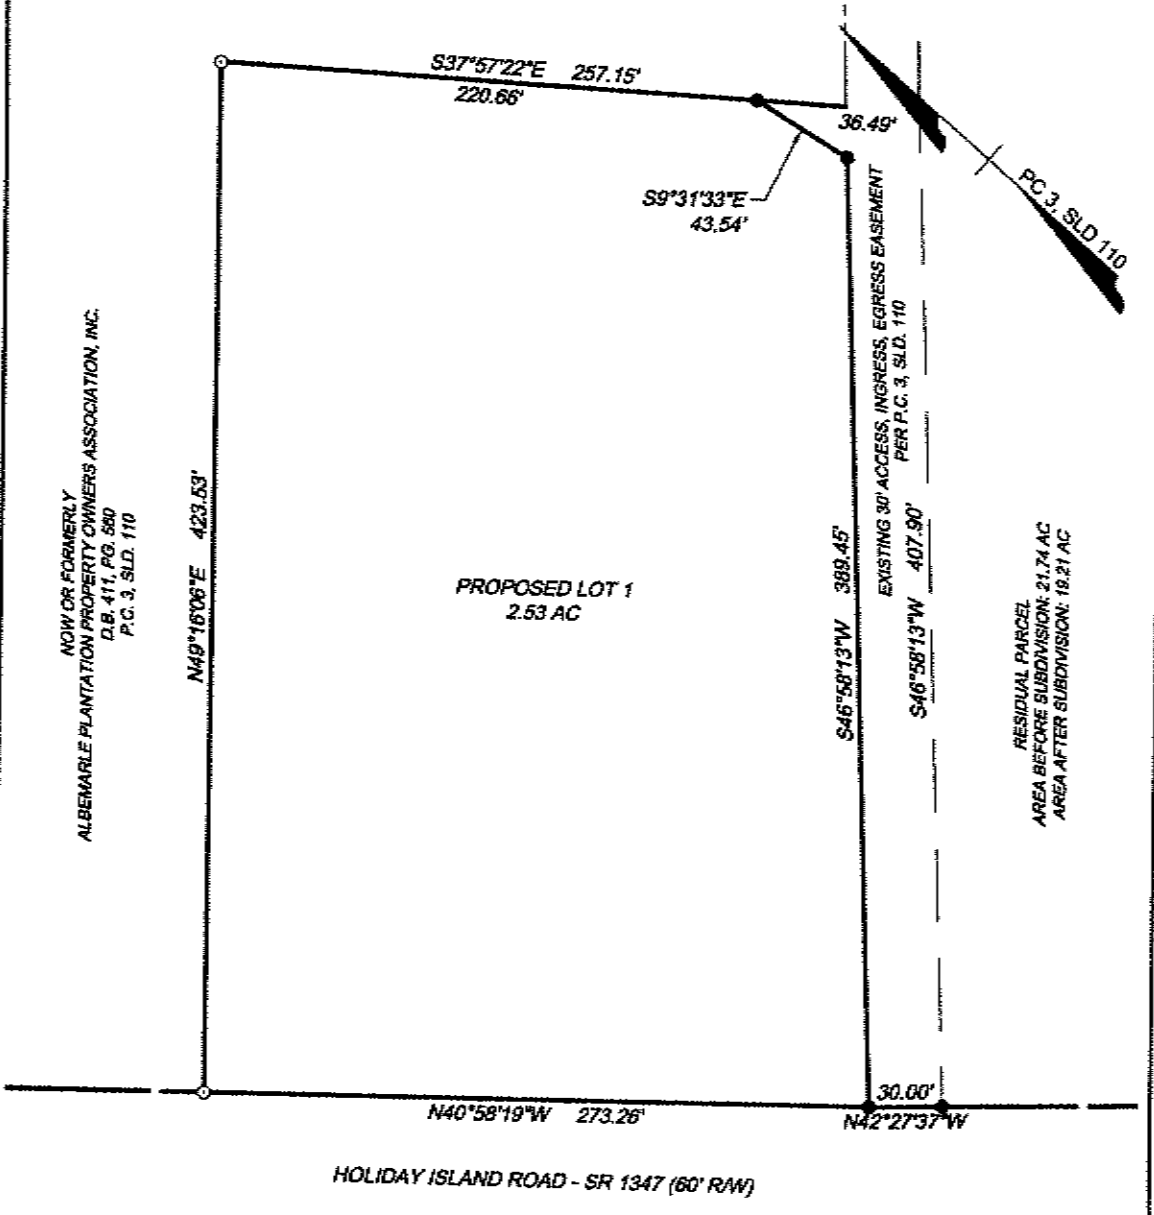 S37°57'22"E 257.15'
220.66'
36.49'
S9°31'33"E
43.54'
PC 3, SLD 110
EXISTING 30' ACCESS, INGRESS, EGRESS EASEMENT
PER P.C. 3, SLD. 110
NOW OR FORMERLY
ALBEMARLE PLANTATION PROPERTY OWNERS ASSOCIATION, INC.
D.B. 411, PG. 580
P.C. 3, SLD. 110
N49°16'06"E 423.53'
PROPOSED LOT 1
2.53 AC
S46°58'13"W 389.45'
S46°58'13"W 407.90'
RESIDUAL PARCEL
AREA BEFORE SUBDIVISION: 21.74 AC
AREA AFTER SUBDIVISION: 19.21 AC
30.00'
N40°58'19"W 273.26'
N42°27'37"W
HOLIDAY ISLAND ROAD - SR 1347 (60' R/W)